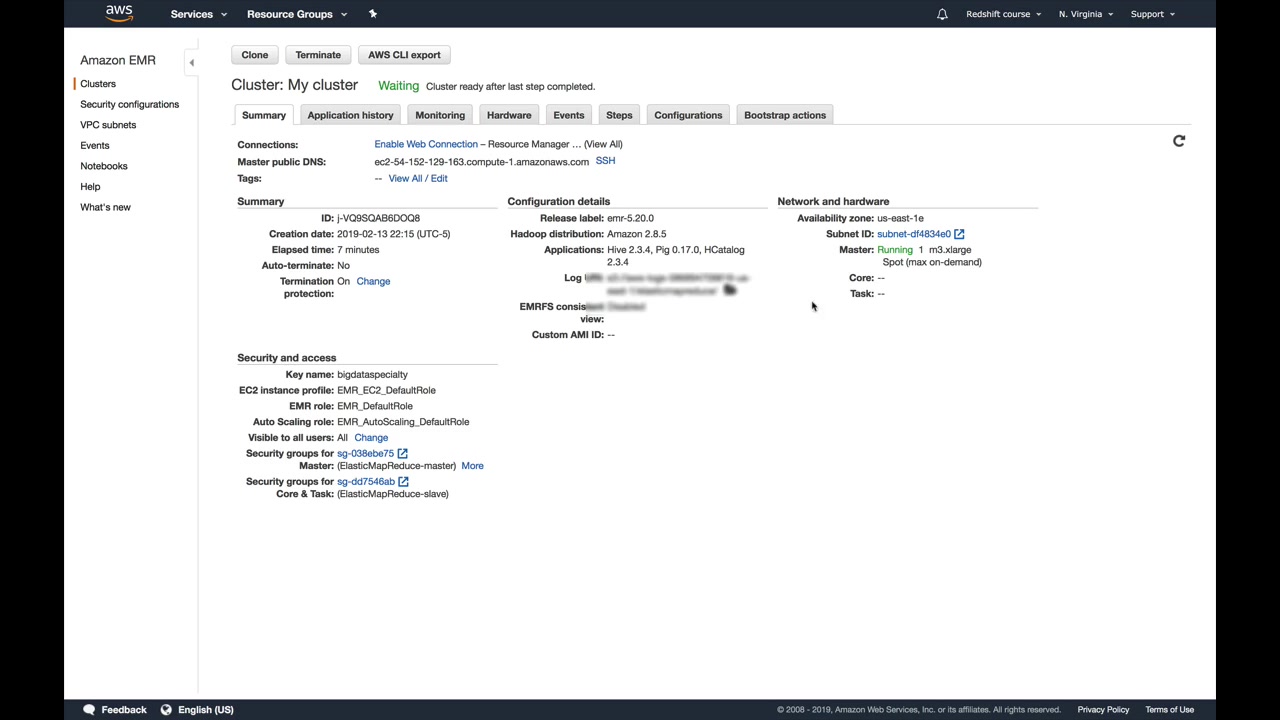 aws Services Resource Groups Redshift course N. Virginia Support
Amazon EMR
Clusters
Security configurations
VPC subnets
Events
Notebooks
Help
What's new
Clone Terminate AWS CLI export
Cluster: My cluster Waiting Cluster ready after last step completed.
Summary Application history Monitoring Hardware Events Steps Configurations Bootstrap actions
Connections: Enable Web Connection – Resource Manager ... (View All)
Master public DNS: ec2-54-152-129-163.compute-1.amazonaws.com SSH
Tags: -- View All / Edit
Summary
ID: j-VQ9SQAB6DOQ8
Creation date: 2019-02-13 22:15 (UTC-5)
Elapsed time: 7 minutes
Auto-terminate: No
Termination On Change
protection:
Configuration details
Release label: emr-5.20.0
Hadoop distribution: Amazon 2.8.5
Applications: Hive 2.3.4, Pig 0.17.0, HCatalog
2.3.4
Log
EMRFS
view:
Custom AMI ID: --
Network and hardware
Availability zone: us-east-1e
Subnet ID: subnet-df4834e0
Master: Running 1 m3.xlarge
Spot (max on-demand)
Core: --
Task: --
Security and access
Key name: bigdataspecialty
EC2 instance profile: EMR_EC2_DefaultRole
EMR role: EMR_DefaultRole
Auto Scaling role: EMR_AutoScaling_DefaultRole
Visible to all users: All Change
Security groups for sg-038ebe75
Master: (ElasticMapReduce-master) More
Security groups for sg-dd7546ab
Core & Task: (ElasticMapReduce-slave)
Feedback English (US) © 2008 - 2019, Amazon Web Services, Inc. or its affiliates. All rights reserved. Privacy Policy Terms of Use